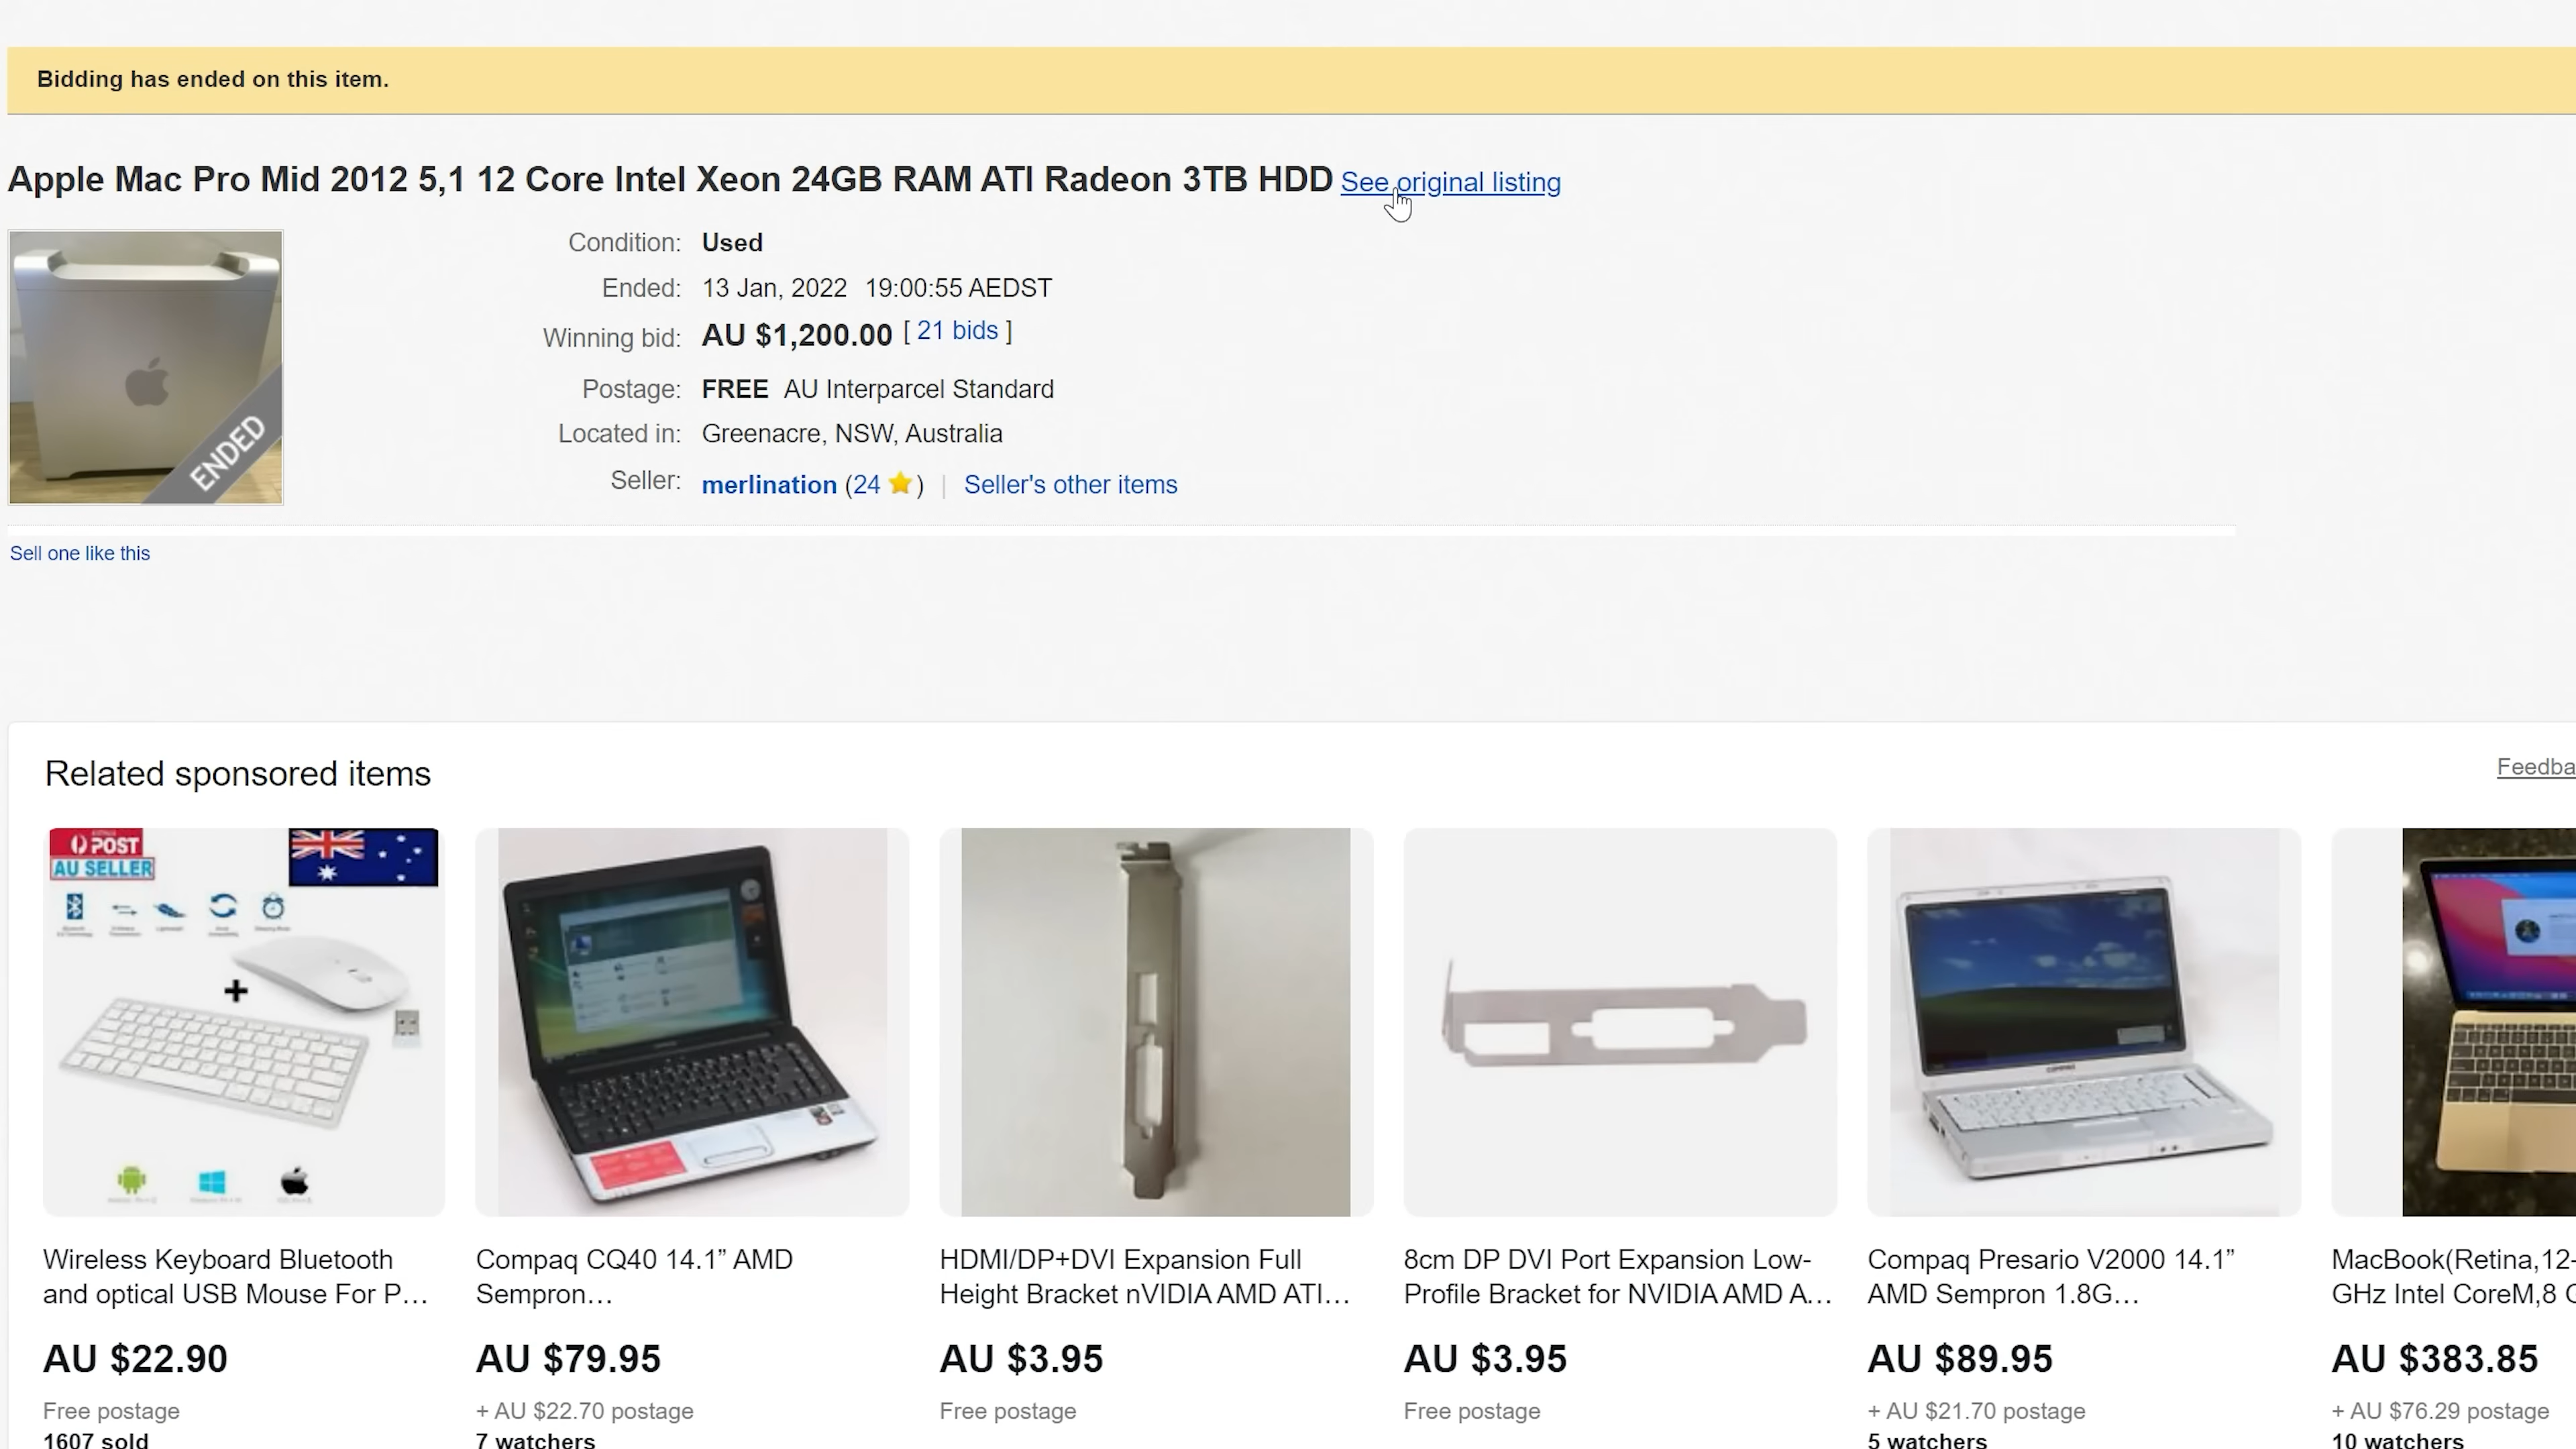 Bidding has ended on this item.
Apple Mac Pro Mid 2012 5,1 12 Core Intel Xeon 24GB RAM ATI Radeon 3TB HDD See original listing
Condition: Used
Ended: 13 Jan, 2022 19:00:55 AEDST
Winning bid: AU $1,200.00 [ 21 bids ]
Postage: FREE AU Interparcel Standard
Located in: Greenacre, NSW, Australia
Seller: merlination (24 ) | Seller's other items
ENDED
Sell one like this
Related sponsored items
Feedba
POST
AU SELLER
+
Wireless Keyboard Bluetooth
and optical USB Mouse For P…
AU $22.90
Free postage
1607 sold
Compaq CQ40 14.1” AMD
Sempron…
AU $79.95
+ AU $22.70 postage
7 watchers
HDMI/DP+DVI Expansion Full
Height Bracket nVIDIA AMD ATI…
AU $3.95
Free postage
8cm DP DVI Port Expansion Low-
Profile Bracket for NVIDIA AMD A…
AU $3.95
Free postage
Compaq Presario V2000 14.1”
AMD Sempron 1.8G…
AU $89.95
+ AU $21.70 postage
5 watchers
MacBook(Retina,12-
GHz Intel CoreM,8
AU $383.85
+ AU $76.29 postage
10 watchers